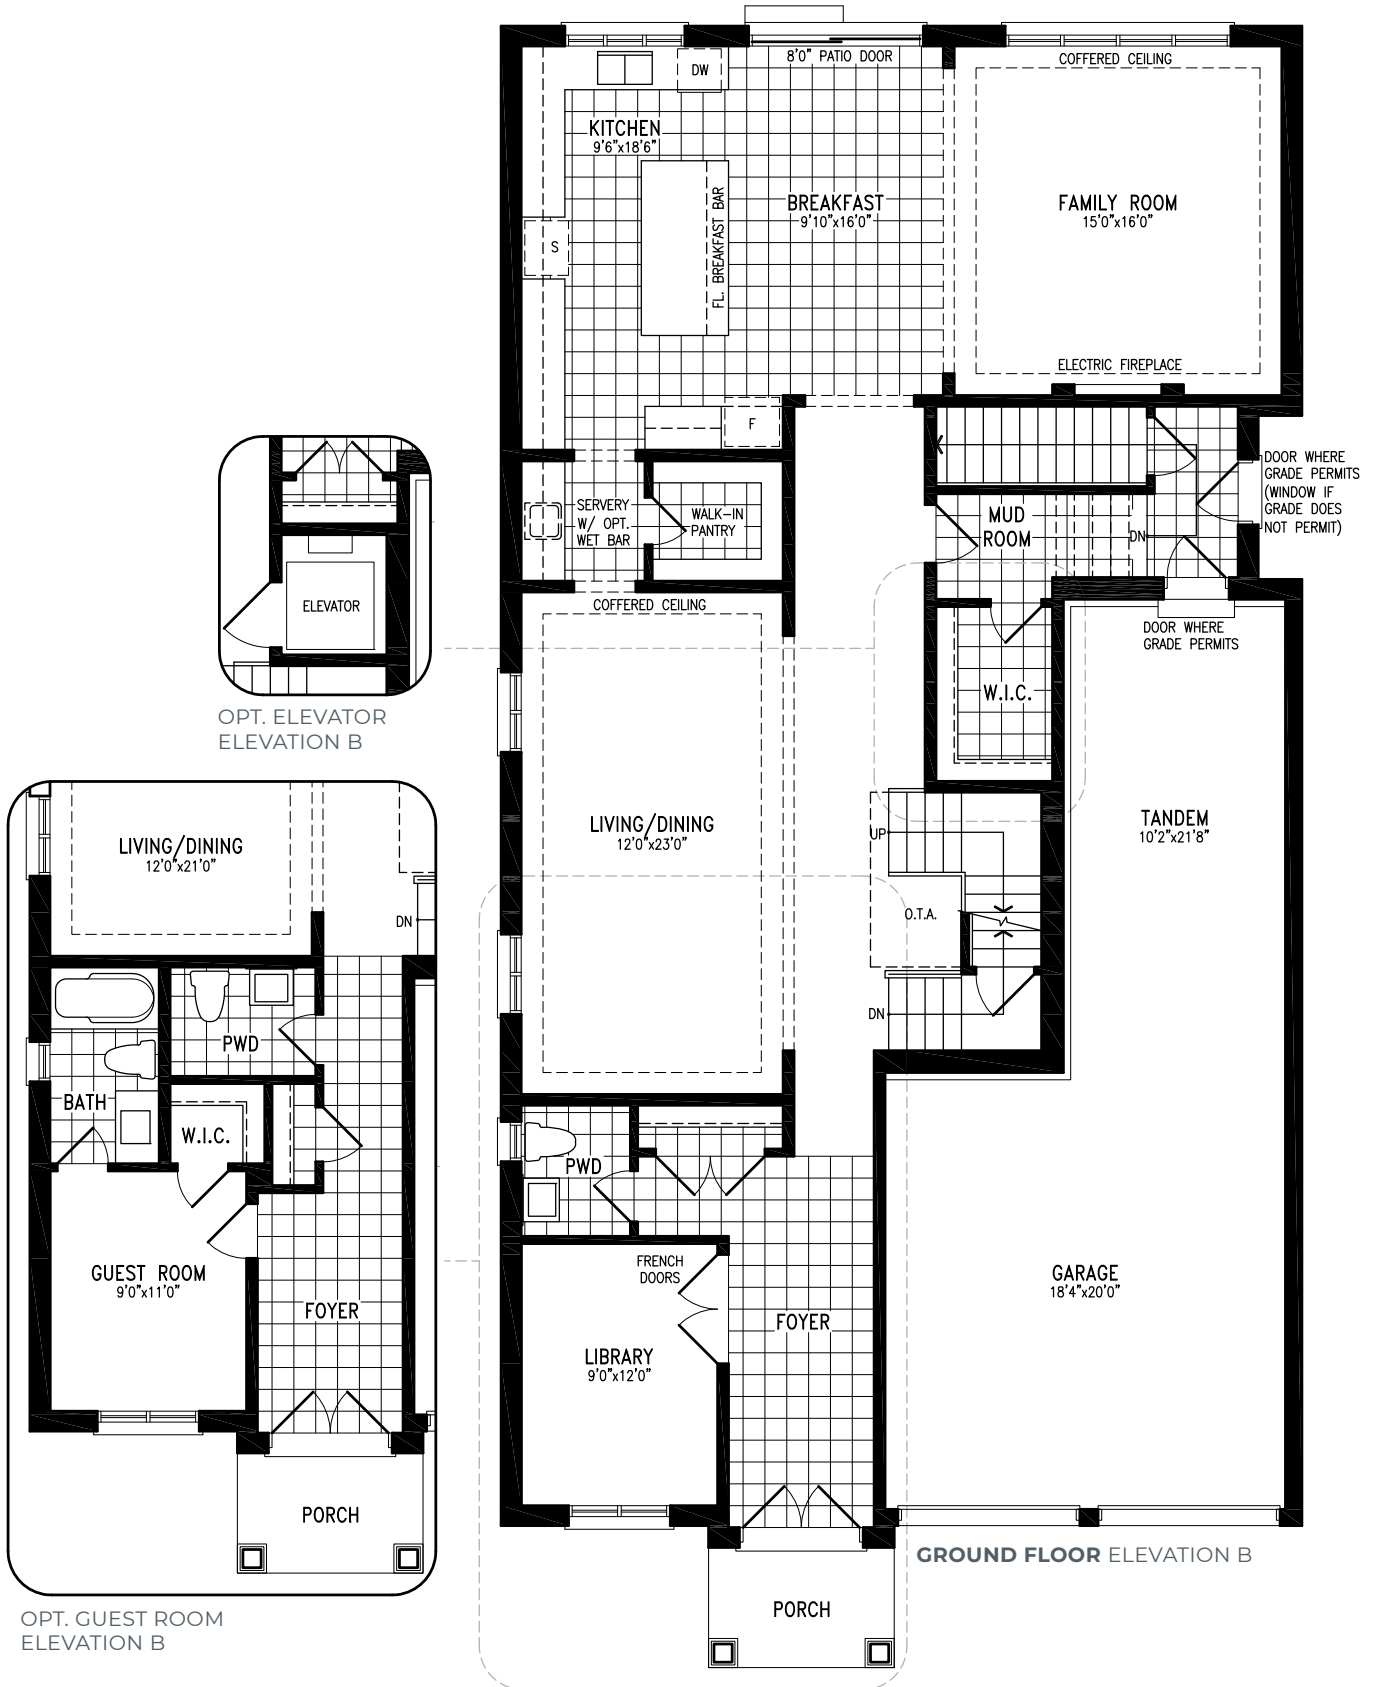 DW
8'0" PATIO DOOR
COFFERED CEILING
KITCHEN
9'6"x18'6"
BREAKFAST
9'10"x16'0"
FAMILY ROOM
15'0"x16'0"
S
FL. BREAKFAST BAR
ELECTRIC FIREPLACE
F
DOOR WHERE
GRADE PERMITS
(WINDOW IF
GRADE DOES
NOT PERMIT)
SERVERY
W/ OPT.
WET BAR
WALK-IN
PANTRY
MUD
ROOM
DN
COFFERED CEILING
DOOR WHERE
GRADE PERMITS
W.I.C.
ELEVATOR
OPT. ELEVATOR
ELEVATION B
LIVING/DINING
12'0"x23'0"
UP
O.T.A.
DN
TANDEM
10'2"x21'8"
LIVING/DINING
12'0"x21'0"
DN
PWD
BATH
W.I.C.
GUEST ROOM
9'0"x11'0"
FOYER
PORCH
OPT. GUEST ROOM
ELEVATION B
PWD
FRENCH
DOORS
LIBRARY
9'0"x12'0"
FOYER
GARAGE
18'4"x20'0"
GROUND FLOOR ELEVATION B
PORCH